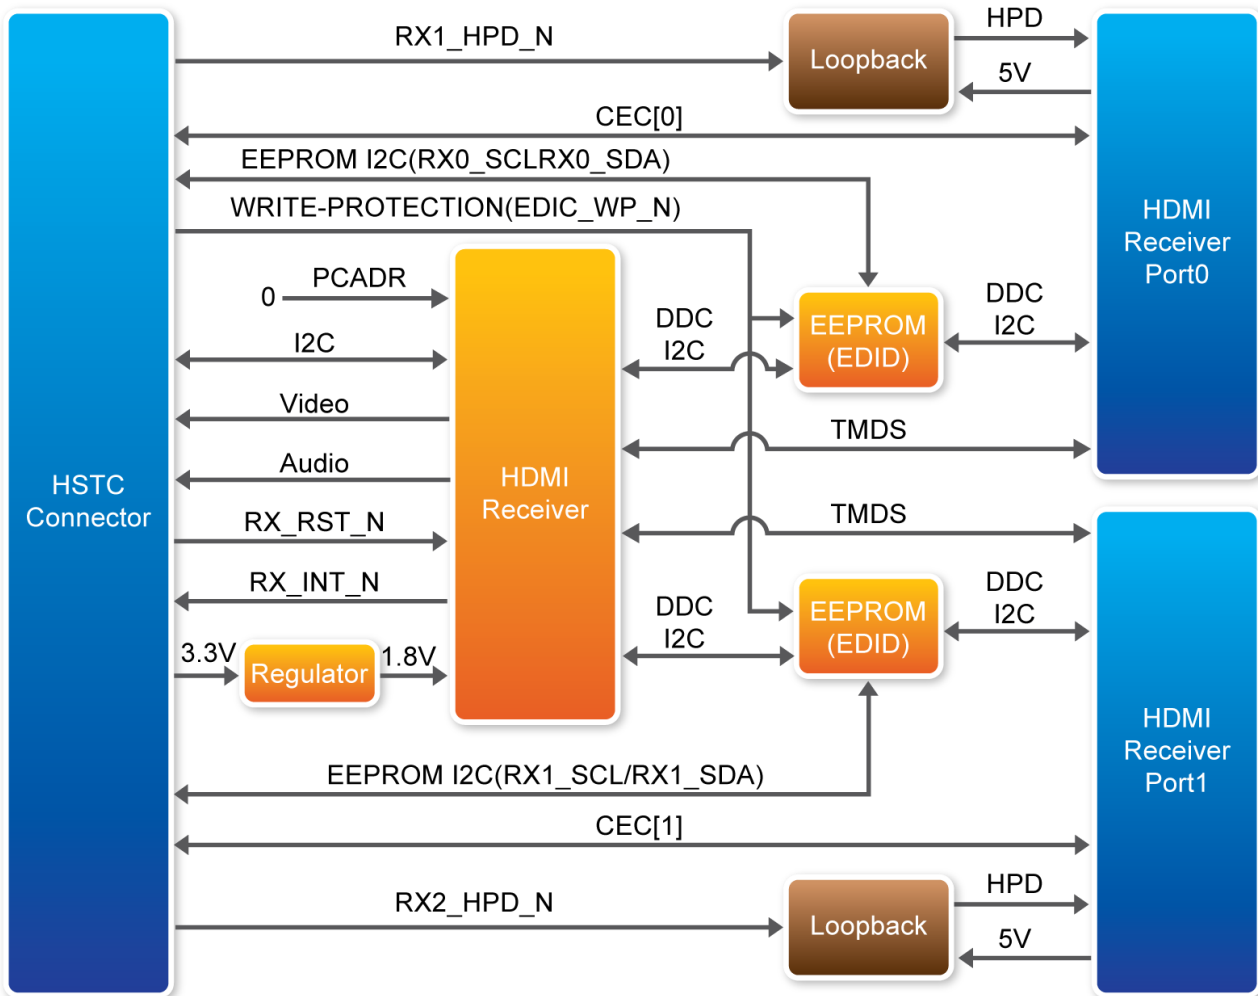 RX1_HPD_N
Loopback
HPD
5V
CEC[0]
EEPROM I2C(RX0_SCLRX0_SDA)
WRITE-PROTECTION(EDIC_WP_N)
HDMI
Receiver
Port0
0
PCADR
I2C
Video
Audio
HSTC
Connector
RX_RST_N
RX_INT_N
3.3V
Regulator
1.8V
HDMI
Receiver
DDC
I2C
EEPROM
(EDID)
DDC
I2C
TMDS
TMDS
DDC
I2C
EEPROM
(EDID)
DDC
I2C
HDMI
Receiver
Port1
EEPROM I2C(RX1_SCL/RX1_SDA)
CEC[1]
RX2_HPD_N
Loopback
HPD
5V